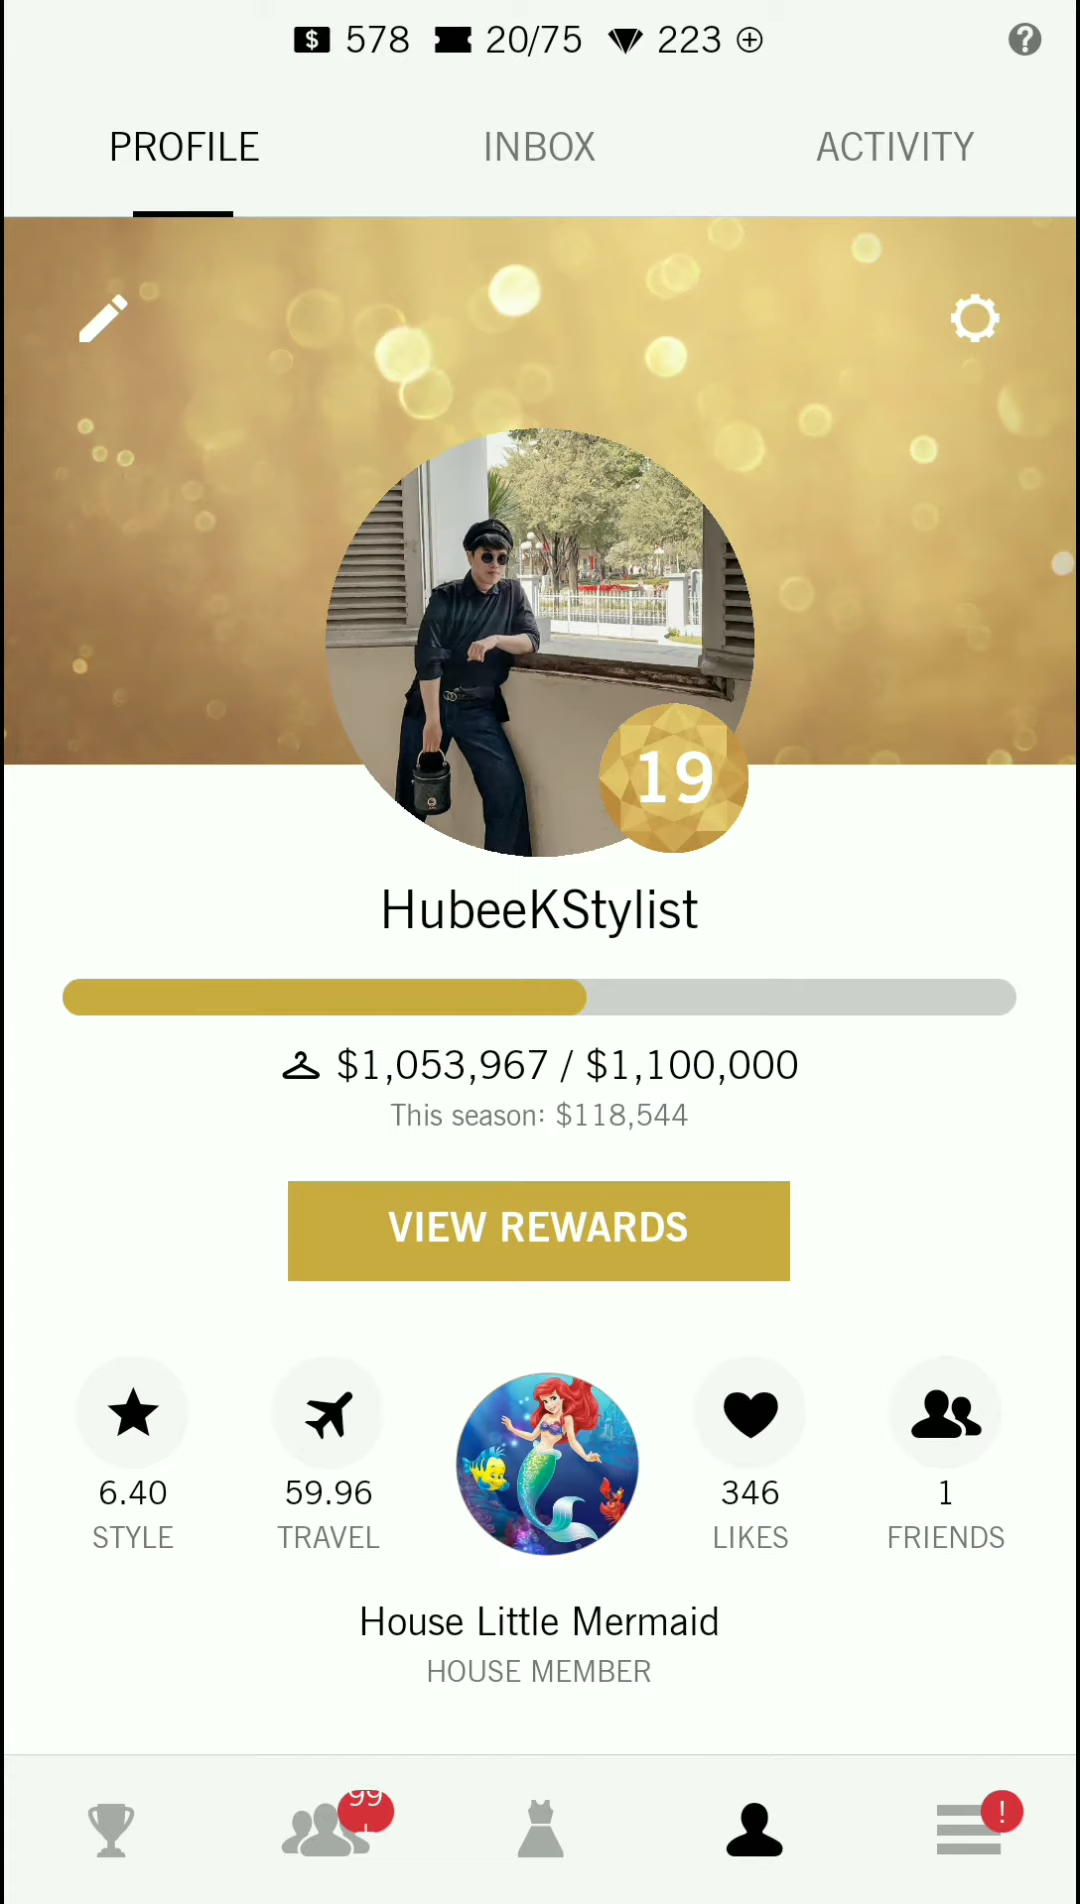 $ 578 20/75 223
?
PROFILE INBOX ACTIVITY
19
HubeeKStylist
$1,053,967 / $1,100,000
This season: $118,544
VIEW REWARDS
6.40 59.96 346 1
STYLE TRAVEL LIKES FRIENDS
House Little Mermaid
HOUSE MEMBER
99+ !